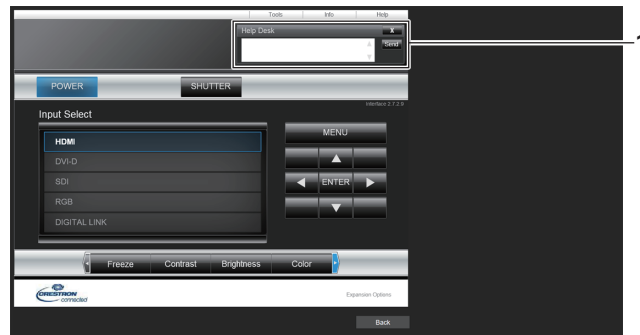 Tools Info Help
Help Desk X
Send
1
POWER SHUTTER
Interface 2.7.2.9
Input Select
HDMI
DVI-D
SDI
RGB
DIGITAL LINK
MENU
ENTER
Freeze Contrast Brightness Color
CRESTRON
connected
Expansion Options
Back